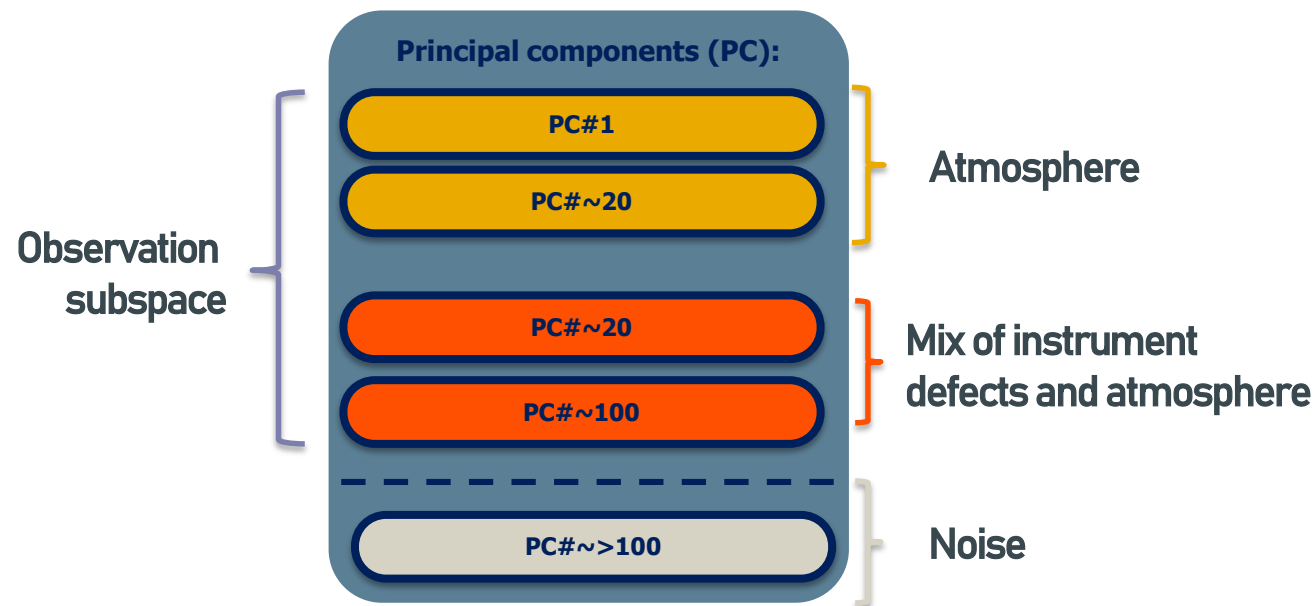 Principal components (PC):
PC#1
PC#~20
Atmosphere
Observation
subspace
PC#~20
PC#~100
Mix of instrument
defects and atmosphere
PC#~>100
Noise